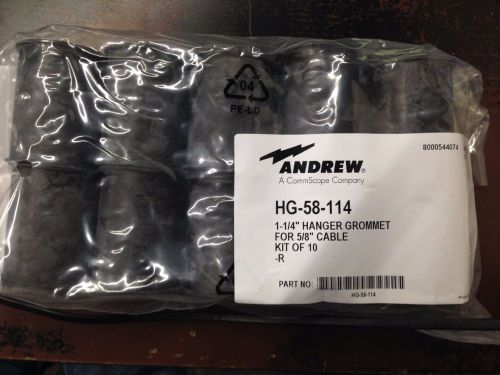 04
PE-LD
8000544074
ANDREW®
A CommScope Company
HG-58-114
1-1/4" HANGER GROMMET
FOR 5/8" CABLE
KIT OF 10
-R
PART NO:
HG-58-114